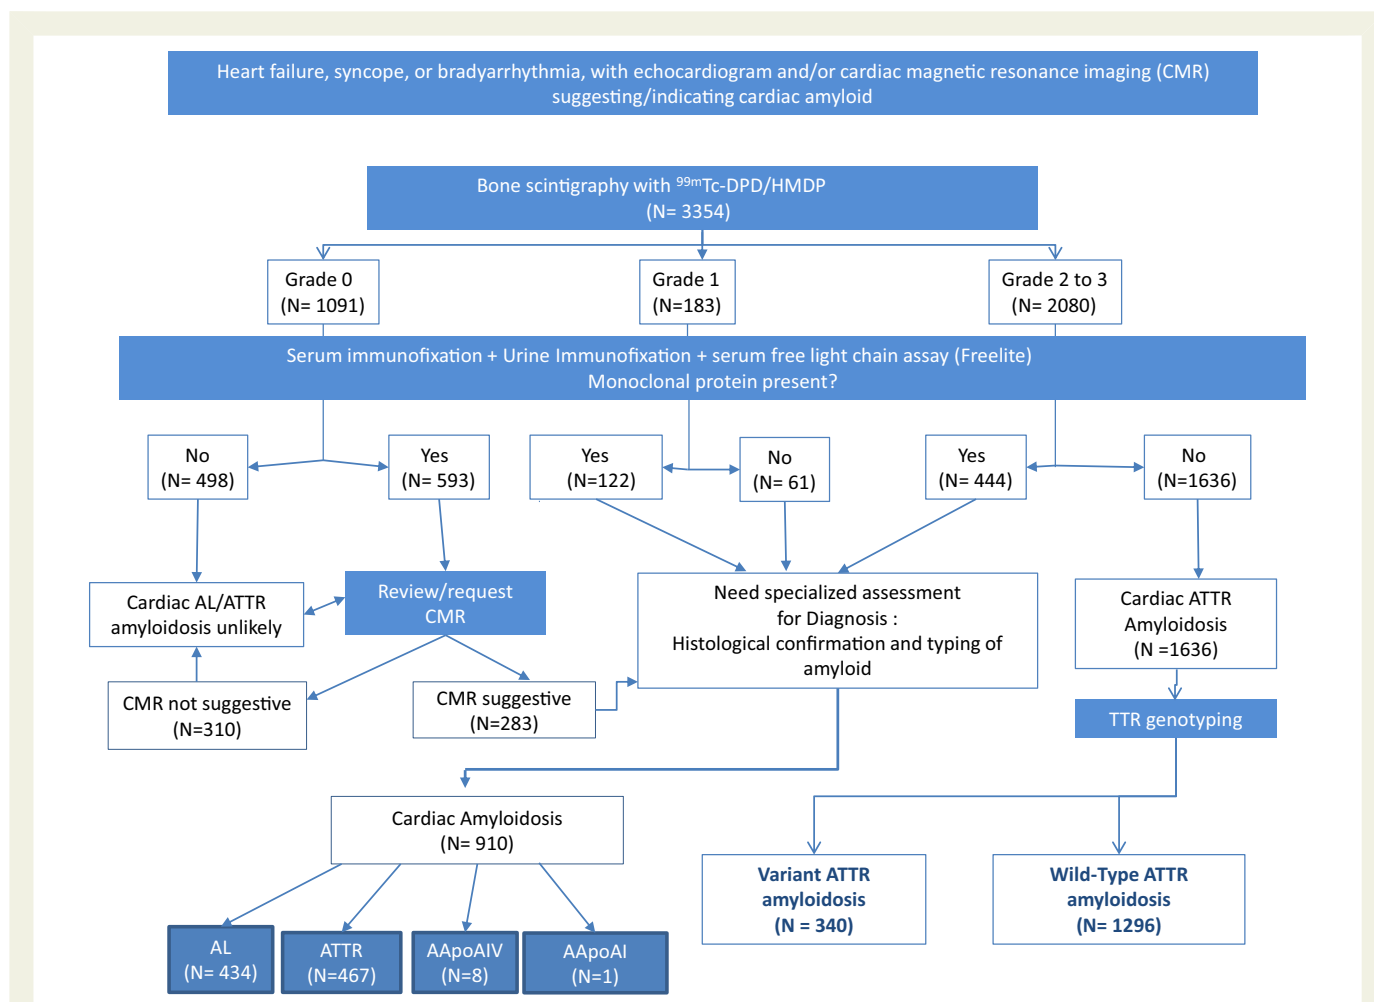 Heart failure, syncope, or bradyarrhythmia, with echocardiogram and/or cardiac magnetic resonance imaging (CMR)
suggesting/indicating cardiac amyloid
Bone scintigraphy with 99mTc-DPD/HMDP
(N= 3354)
Grade 0
(N= 1091)
Grade 1
(N=183)
Grade 2 to 3
(N= 2080)
Serum immunofixation + Urine Immunofixation + serum free light chain assay (Freelite)
Monoclonal protein present?
No
(N= 498)
Yes
(N= 593)
Yes
(N=122)
No
(N= 61)
Yes
(N= 444)
No
(N=1636)
Cardiac AL/ATTR
amyloidosis unlikely
Review/request
CMR
Need specialized assessment
for Diagnosis :
Histological confirmation and typing of
amyloid
Cardiac ATTR
Amyloidosis
(N =1636)
CMR not suggestive
(N=310)
CMR suggestive
(N=283)
TTR genotyping
Cardiac Amyloidosis
(N= 910)
Variant ATTR
amyloidosis
(N = 340)
Wild-Type ATTR
amyloidosis
(N= 1296)
AL
(N= 434)
ATTR
(N=467)
AApoAIV
(N=8)
AApoAI
(N=1)